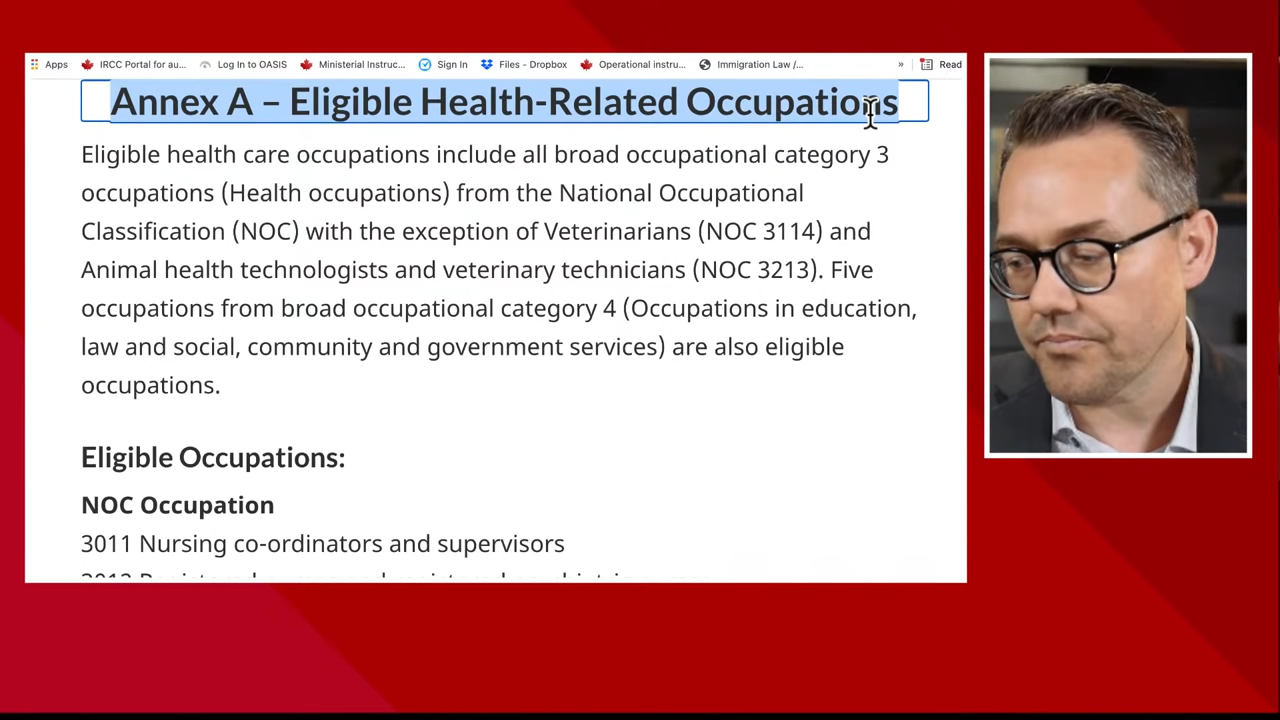 Apps IRCC Portal for au... Log In to OASIS Ministerial Instruc... Sign In Files - Dropbox Operational instru... Immigration Law /... » Read
Annex A – Eligible Health-Related Occupations
Eligible health care occupations include all broad occupational category 3
occupations (Health occupations) from the National Occupational
Classification (NOC) with the exception of Veterinarians (NOC 3114) and
Animal health technologists and veterinary technicians (NOC 3213). Five
occupations from broad occupational category 4 (Occupations in education,
law and social, community and government services) are also eligible
occupations.
Eligible Occupations:
NOC Occupation
3011 Nursing co-ordinators and supervisors